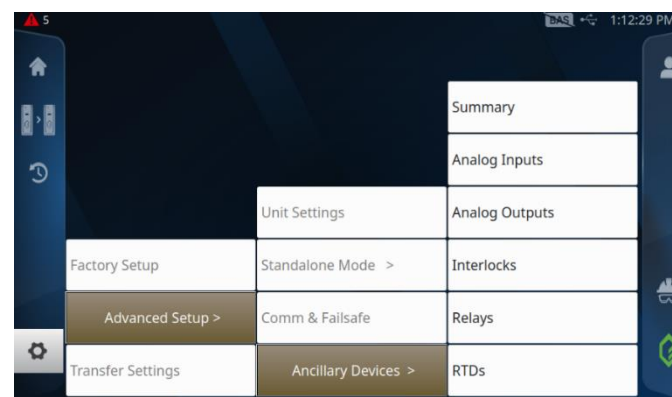 5
BAS
1:12:29 PM
Summary
Analog Inputs
Unit Settings
Analog Outputs
Factory Setup
Standalone Mode >
Interlocks
Advanced Setup >
Comm & Failsafe
Relays
Transfer Settings
Ancillary Devices >
RTDs